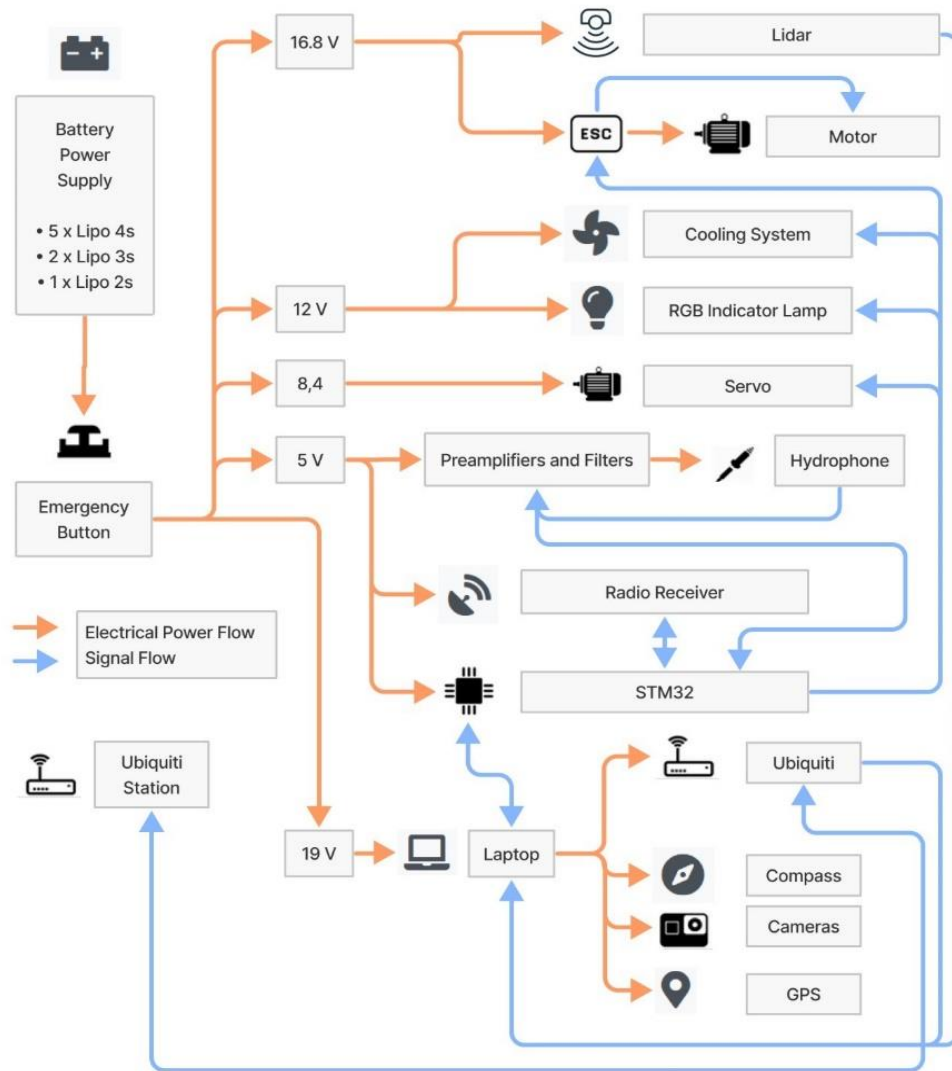 16.8 V
Lidar
Battery
Power
Supply
• 5 x Lipo 4s
• 2 x Lipo 3s
• 1 x Lipo 2s
ESC
Motor
Cooling System
12 V
RGB Indicator Lamp
8,4
Servo
5 V
Preamplifiers and Filters
Hydrophone
Emergency
Button
Radio Receiver
Electrical Power Flow
Signal Flow
STM32
Ubiquiti
Station
Ubiquiti
19 V
Laptop
Compass
Cameras
GPS